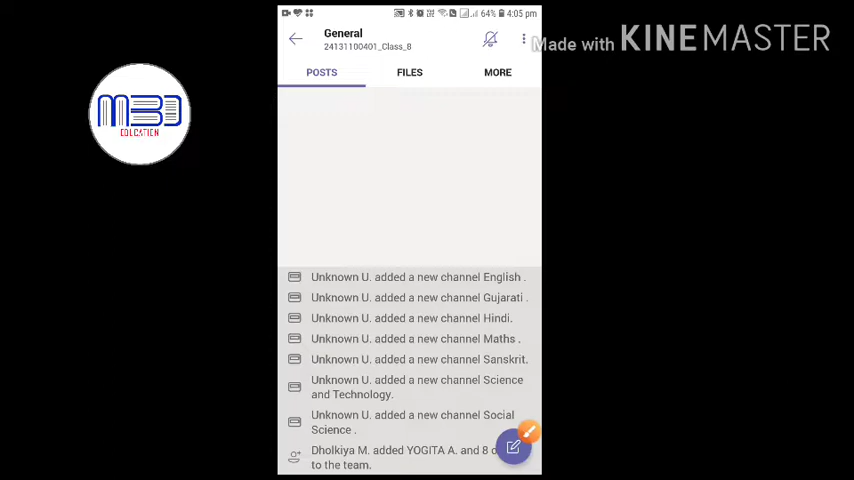 64% 4:05 pm
General
24131100401_Class_8
Made with KINEMASTER
POSTS FILES MORE
MBD
EDUCATION
Unknown U. added a new channel English .
Unknown U. added a new channel Gujarati .
Unknown U. added a new channel Hindi.
Unknown U. added a new channel Maths .
Unknown U. added a new channel Sanskrit.
Unknown U. added a new channel Science
and Technology.
Unknown U. added a new channel Social
Science .
Dholkiya M. added YOGITA A. and 8 o
to the team.